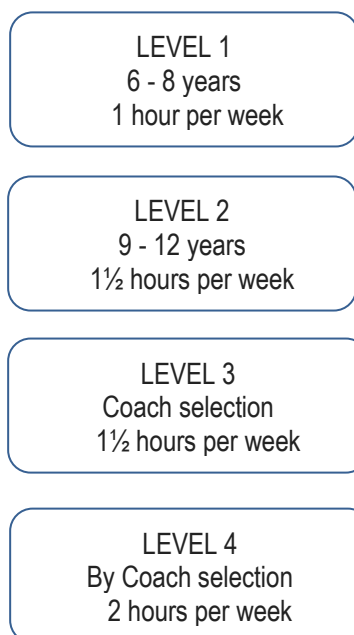 LEVEL 1
6 - 8 years
1 hour per week
LEVEL 2
9 - 12 years
1½ hours per week
LEVEL 3
Coach selection
1½ hours per week
LEVEL 4
By Coach selection
2 hours per week